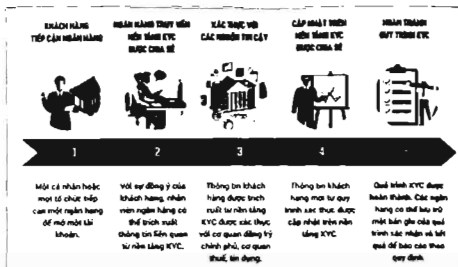 KHÁCH HÀNG
TIẾP CẬN NGÂN HÀNG
NGÂN HÀNG TRUY VẤN
NỀN TẢNG KYC
ĐƯỢC CHIA SẺ
XÁC THỰC VỚI
CÁC NGUỒN TIN CẬY
CẬP NHẬT TRÊN
NỀN TẢNG KYC
ĐƯỢC CHIA SẺ
HOÀN THÀNH
QUY TRÌNH KYC
1
2
3
4
Một cá nhân hoặc
một tổ chức tiếp
cận một ngân hàng
để mở một tài
khoản.
Với sự đồng ý của
khách hàng, nhân
viên ngân hàng có
thể trích xuất
thông tin liên quan
từ nền tảng KYC.
Thông tin khách
hàng được trích
xuất từ nền tảng
KYC được xác thực
với cơ quan đăng ký
chính phủ, cơ quan
thuế, tín dụng.
Thông tin khách
hàng mới từ quy
trình xác thực được
cập nhật trên nền
tảng KYC.
Quá trình KYC được
hoàn thành. Các ngân
hàng có thể lưu trữ
một bản ghi của quá
trình xác nhận và kết
quả để báo cáo theo
quy định